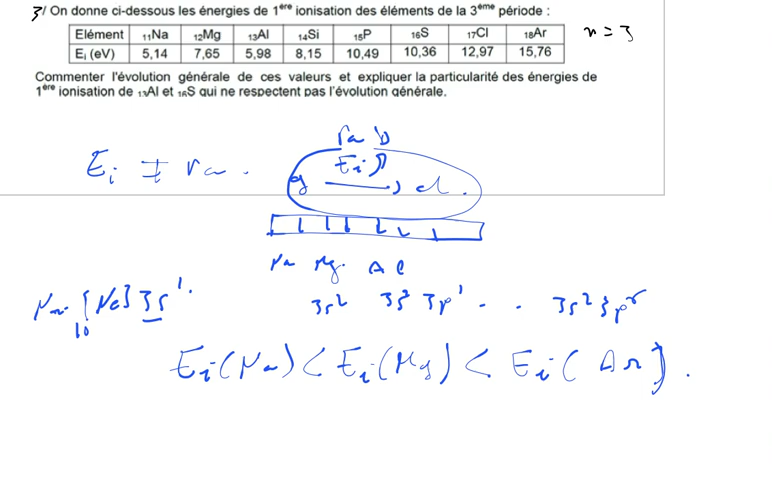 3/ On donne ci-dessous les énergies de 1ère ionisation des éléments de la 3ème période :
n = 3
Elément 11Na 12Mg 13Al 14Si 15P 16S 17Cl 18Ar
Ei (eV) 5,14 7,65 5,98 8,15 10,49 10,36 12,97 15,76
Commenter l'évolution générale de ces valeurs et expliquer la particularité des énergies de
1ère ionisation de 13Al et 16S qui ne respectent pas l'évolution générale.
Ei
ra
Ei
g → d.
Na Mg Al
Na [Ne] 3s1.
10
3s2 3s2 3p1 . . 3s2 3p6
Ei(Na) < Ei(Mg) < Ei(Ar).